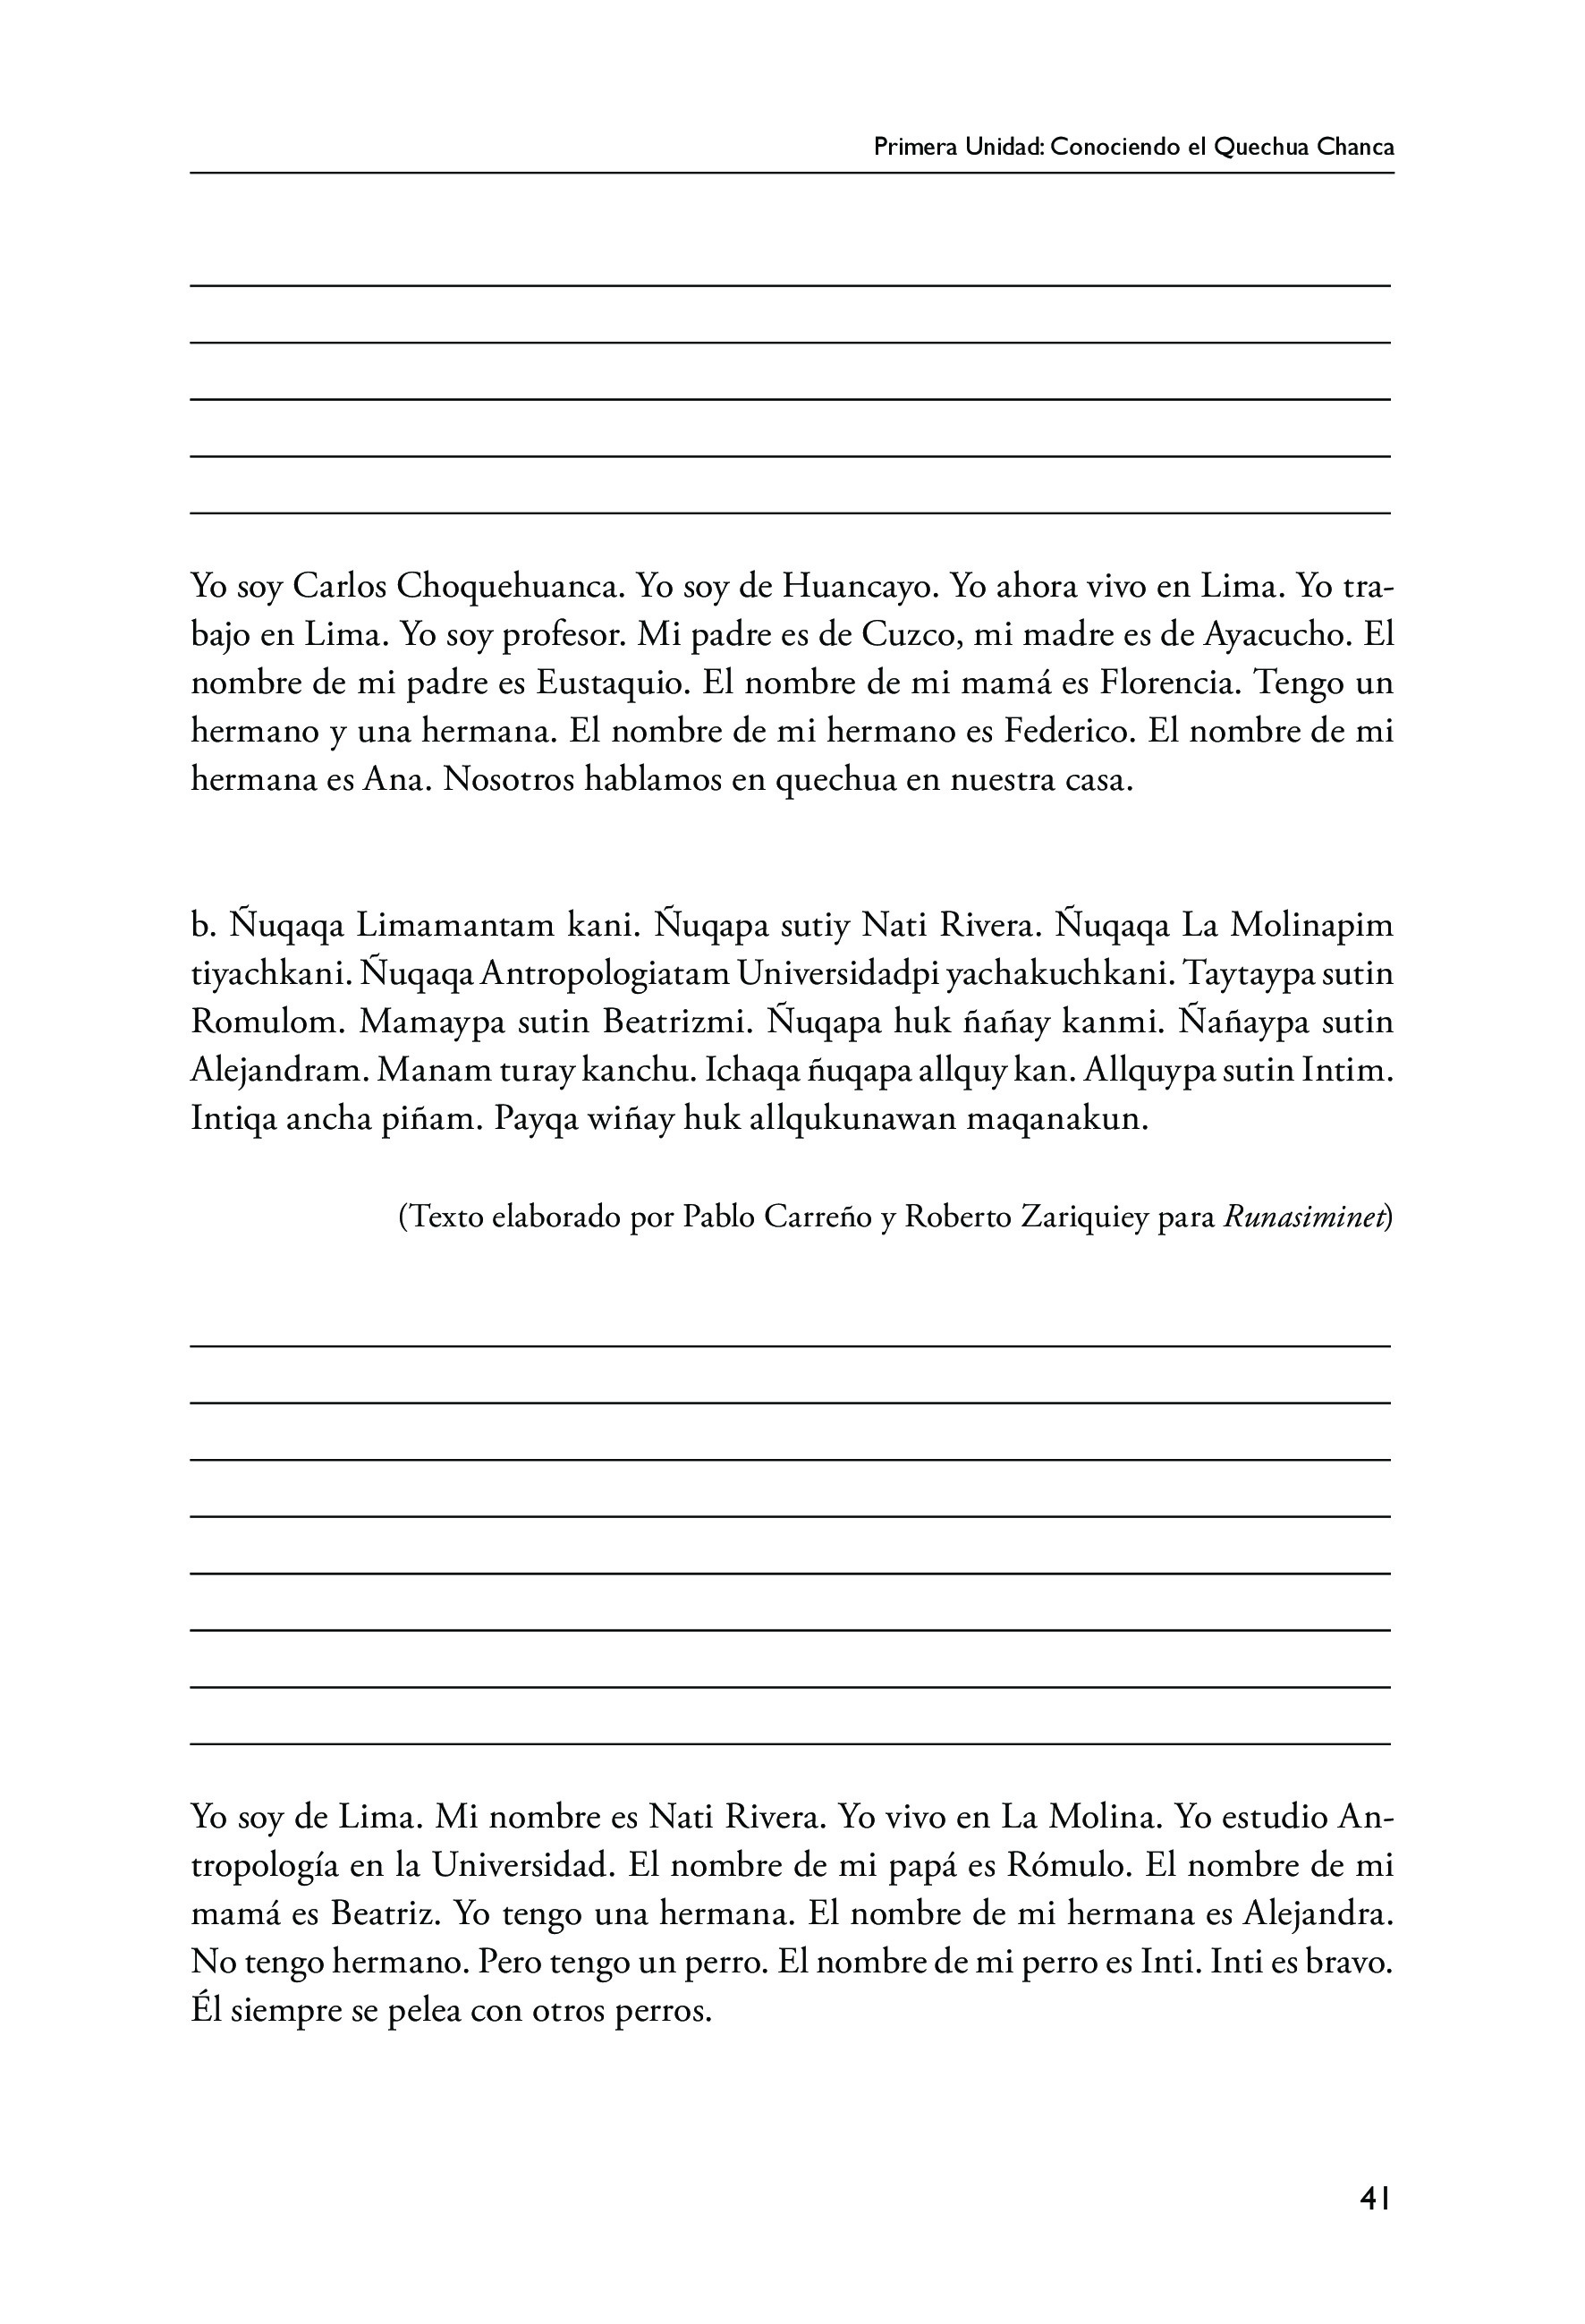 Primera Unidad: Conociendo el Quechua Chanca
Yo soy Carlos Choquehuanca. Yo soy de Huancayo. Yo ahora vivo en Lima. Yo tra-
bajo en Lima. Yo soy profesor. Mi padre es de Cuzco, mi madre es de Ayacucho. El
nombre de mi padre es Eustaquio. El nombre de mi mamá es Florencia. Tengo un
hermano y una hermana. El nombre de mi hermano es Federico. El nombre de mi
hermana es Ana. Nosotros hablamos en quechua en nuestra casa.
b. Ñuqaqa Limamantam kani. Ñuqapa sutiy Nati Rivera. Ñuqaqa La Molinapim
tiyachkani. Ñuqaqa Antropologiatam Universidadpi yachakuchkani. Taytaypa sutin
Romulom. Mamaypa sutin Beatrizmi. Ñuqapa huk ñañay kanmi. Ñañaypa sutin
Alejandram. Manam turay kanchu. Ichaqa ñuqapa allquy kan. Allquypa sutin Intim.
Intiqa ancha piñam. Payqa wiñay huk allqukunawan maqanakun.
(Texto elaborado por Pablo Carreño y Roberto Zariquiey para Runasiminet)
Yo soy de Lima. Mi nombre es Nati Rivera. Yo vivo en La Molina. Yo estudio An-
tropología en la Universidad. El nombre de mi papá es Rómulo. El nombre de mi
mamá es Beatriz. Yo tengo una hermana. El nombre de mi hermana es Alejandra.
No tengo hermano. Pero tengo un perro. El nombre de mi perro es Inti. Inti es bravo.
Él siempre se pelea con otros perros.
41